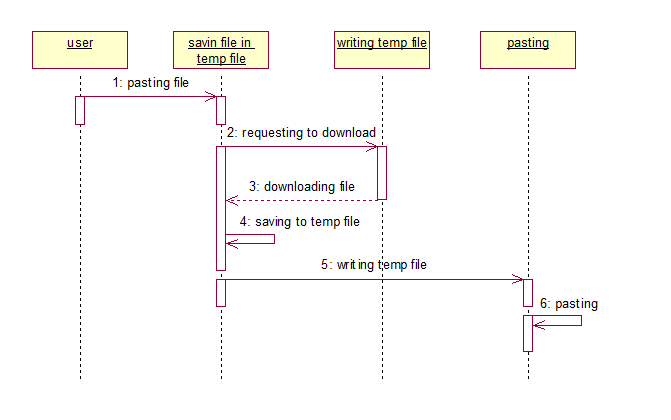 user
savin file in
temp file
writing temp file
pasting
1: pasting file
2: requesting to download
3: downloading file
4: saving to temp file
5: writing temp file
6: pasting